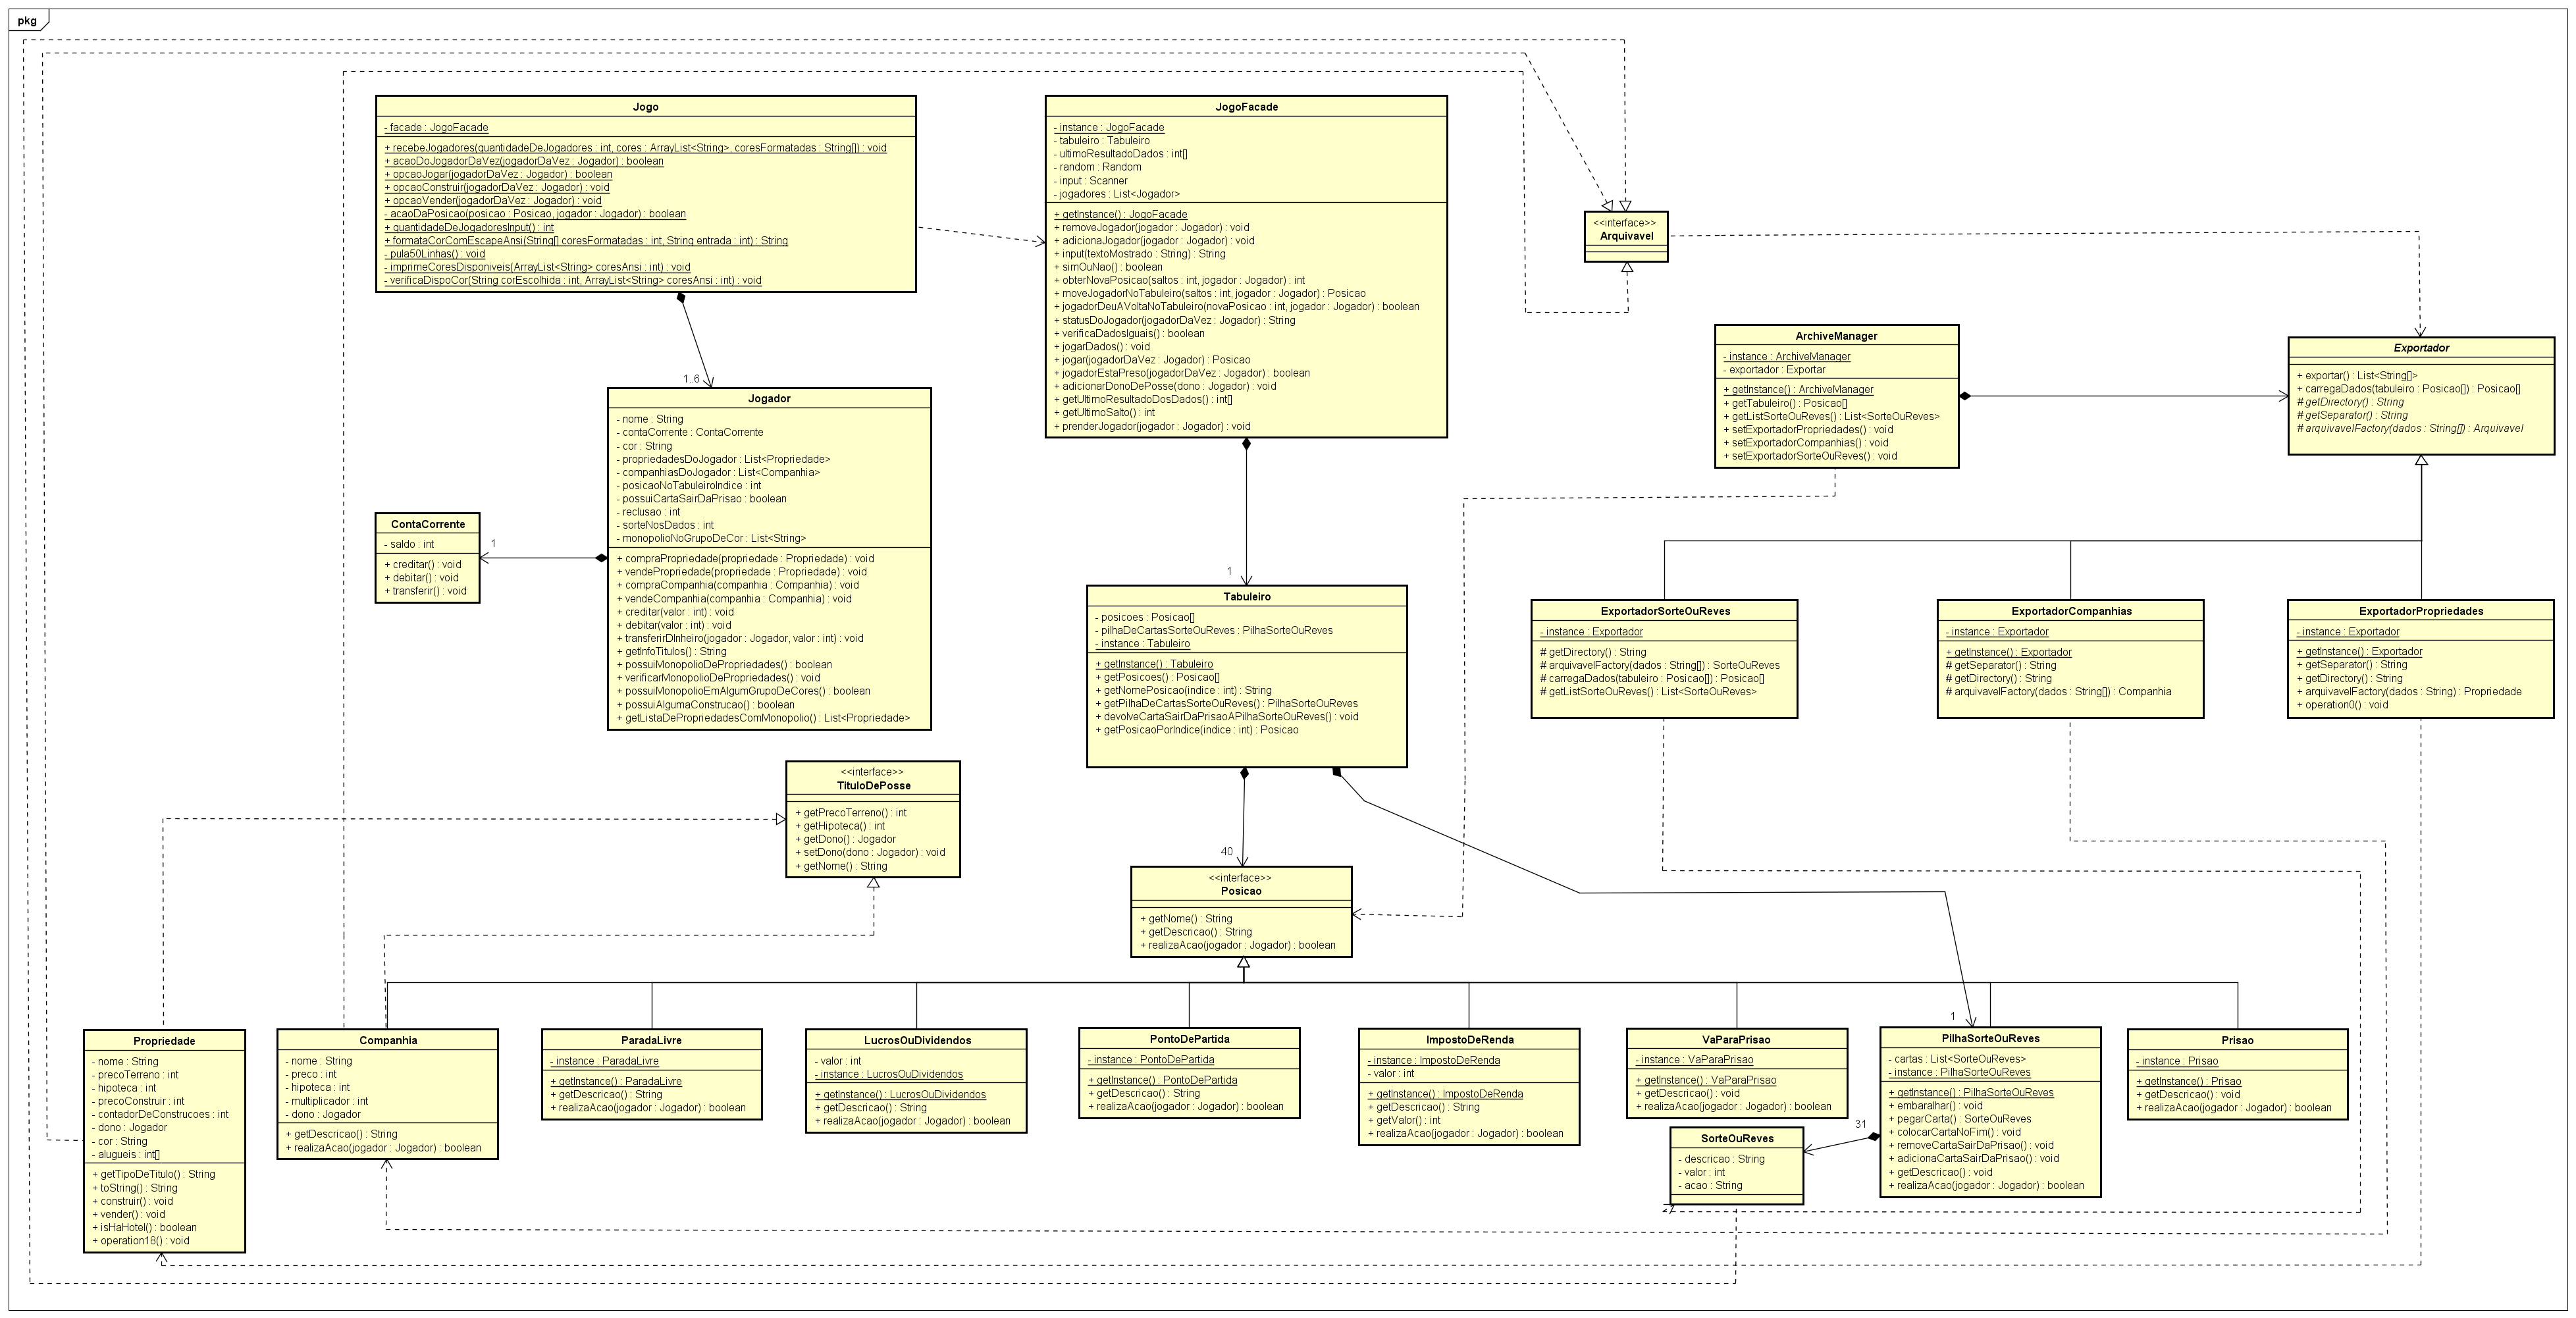 pkg
Jogo
- facade : JogoFacade
+ recebeJogadores(quantidadeDeJogadores : int, cores : ArrayList<String>, coresFormatadas : String[]) : void
+ acaoDoJogadorDaVez(jogadorDaVez : Jogador) : boolean
+ opcaoJogar(jogadorDaVez : Jogador) : boolean
+ opcaoConstruir(jogadorDaVez : Jogador) : void
+ opcaoVender(jogadorDaVez : Jogador) : void
- acaoDaPosicao(posicao : Posicao, jogador : Jogador) : boolean
+ quantidadeDeJogadoresInput() : int
+ formataCorComEscapeAnsi(String[] coresFormatadas : int, String entrada : int) : String
- pula50Linhas() : void
- imprimeCoresDisponiveis(ArrayList<String> coresAnsi : int) : void
- verificaDispoCor(String corEscolhida : int, ArrayList<String> coresAnsi : int) : void
JogoFacade
- instance : JogoFacade
- tabuleiro : Tabuleiro
- ultimoResultadoDados : int[]
- random : Random
- input : Scanner
- jogadores : List<Jogador>
+ getInstance() : JogoFacade
+ removeJogador(jogador : Jogador) : void
+ adicionaJogador(jogador : Jogador) : void
+ input(textoMostrado : String) : String
+ simOuNao() : boolean
+ obterNovaPosicao(saltos : int, jogador : Jogador) : int
+ moveJogadorNoTabuleiro(saltos : int, jogador : Jogador) : Posicao
+ jogadorDeuAVoltaNoTabuleiro(novaPosicao : int, jogador : Jogador) : boolean
+ statusDoJogador(jogadorDaVez : Jogador) : String
+ verificaDadosIguais() : boolean
+ jogarDados() : void
+ jogar(jogadorDaVez : Jogador) : Posicao
+ jogadorEstaPreso(jogadorDaVez : Jogador) : boolean
+ adicionarDonoDePosse(dono : Jogador) : void
+ getUltimoResultadoDosDados() : int[]
+ getUltimoSalto() : int
+ prenderJogador(jogador : Jogador) : void
<<interface>>
Arquivavel
ArchiveManager
- instance : ArchiveManager
- exportador : Exportar
+ getInstance() : ArchiveManager
+ getTabuleiro() : Posicao[]
+ getListSorteOuReves() : List<SorteOuReves>
+ setExportadorPropriedades() : void
+ setExportadorCompanhias() : void
+ setExportadorSorteOuReves() : void
Exportador
+ exportar() : List<String[]>
+ carregaDados(tabuleiro : Posicao[]) : Posicao[]
# getDirectory() : String
# getSeparator() : String
# arquivavelFactory(dados : String[]) : Arquivavel
1..6
Jogador
- nome : String
- contaCorrente : ContaCorrente
- cor : String
- propriedadesDoJogador : List<Propriedade>
- companhiasDoJogador : List<Companhia>
- posicaoNoTabuleiroIndice : int
- possuiCartaSairDaPrisao : boolean
- reclusao : int
- sorteNosDados : int
- monopolioNoGrupoDeCor : List<String>
+ compraPropriedade(propriedade : Propriedade) : void
+ vendePropriedade(propriedade : Propriedade) : void
+ compraCompanhia(companhia : Companhia) : void
+ vendeCompanhia(companhia : Companhia) : void
+ creditar(valor : int) : void
+ debitar(valor : int) : void
+ transferirDInheiro(jogador : Jogador, valor : int) : void
+ getInfoTitulos() : String
+ possuiMonopolioDePropriedades() : boolean
+ verificarMonopolioDePropriedades() : void
+ possuiMonopolioEmAlgumGrupoDeCores() : boolean
+ possuiAlgumaConstrucao() : boolean
+ getListaDePropriedadesComMonopolio() : List<Propriedade>
ContaCorrente
- saldo : int
+ creditar() : void
+ debitar() : void
+ transferir() : void
1
1
Tabuleiro
- posicoes : Posicao[]
- pilhaDeCartasSorteOuReves : PilhaSorteOuReves
- instance : Tabuleiro
+ getInstance() : Tabuleiro
+ getPosicoes() : Posicao[]
+ getNomePosicao(indice : int) : String
+ getPilhaDeCartasSorteOuReves() : PilhaSorteOuReves
+ devolveCartaSairDaPrisaoAPilhaSorteOuReves() : void
+ getPosicaoPorIndice(indice : int) : Posicao
ExportadorSorteOuReves
- instance : Exportador
# getDirectory() : String
# arquivavelFactory(dados : String[]) : SorteOuReves
# carregaDados(tabuleiro : Posicao[]) : Posicao[]
# getListSorteOuReves() : List<SorteOuReves>
ExportadorCompanhias
- instance : Exportador
+ getInstance() : Exportador
# getSeparator() : String
# getDirectory() : String
# arquivavelFactory(dados : String[]) : Companhia
ExportadorPropriedades
- instance : Exportador
+ getInstance() : Exportador
+ getSeparator() : String
+ getDirectory() : String
+ arquivavelFactory(dados : String) : Propriedade
+ operation0() : void
<<interface>>
TituloDePosse
+ getPrecoTerreno() : int
+ getHipoteca() : int
+ getDono() : Jogador
+ setDono(dono : Jogador) : void
+ getNome() : String
40
<<interface>>
Posicao
+ getNome() : String
+ getDescricao() : String
+ realizaAcao(jogador : Jogador) : boolean
Propriedade
- nome : String
- precoTerreno : int
- hipoteca : int
- precoConstruir : int
- contadorDeConstrucoes : int
- dono : Jogador
- cor : String
- alugueis : int[]
+ getTipoDeTitulo() : String
+ toString() : String
+ construir() : void
+ vender() : void
+ isHaHotel() : boolean
+ operation18() : void
Companhia
- nome : String
- preco : int
- hipoteca : int
- multiplicador : int
- dono : Jogador
+ getDescricao() : String
+ realizaAcao(jogador : Jogador) : boolean
ParadaLivre
- instance : ParadaLivre
+ getInstance() : ParadaLivre
+ getDescricao() : String
+ realizaAcao(jogador : Jogador) : boolean
LucrosOuDividendos
- valor : int
- instance : LucrosOuDividendos
+ getInstance() : LucrosOuDividendos
+ getDescricao() : String
+ realizaAcao(jogador : Jogador) : boolean
PontoDePartida
- instance : PontoDePartida
+ getInstance() : PontoDePartida
+ getDescricao() : String
+ realizaAcao(jogador : Jogador) : boolean
ImpostoDeRenda
- instance : ImpostoDeRenda
- valor : int
+ getInstance() : ImpostoDeRenda
+ getDescricao() : String
+ getValor() : int
+ realizaAcao(jogador : Jogador) : boolean
VaParaPrisao
- instance : VaParaPrisao
+ getInstance() : VaParaPrisao
+ getDescricao() : void
+ realizaAcao(jogador : Jogador) : boolean
1
PilhaSorteOuReves
- cartas : List<SorteOuReves>
- instance : PilhaSorteOuReves
+ getInstance() : PilhaSorteOuReves
+ embaralhar() : void
+ pegarCarta() : SorteOuReves
+ colocarCartaNoFim() : void
+ removeCartaSairDaPrisao() : void
+ adicionaCartaSairDaPrisao() : void
+ getDescricao() : void
+ realizaAcao(jogador : Jogador) : boolean
Prisao
- instance : Prisao
+ getInstance() : Prisao
+ getDescricao() : void
+ realizaAcao(jogador : Jogador) : boolean
31
SorteOuReves
- descricao : String
- valor : int
- acao : String